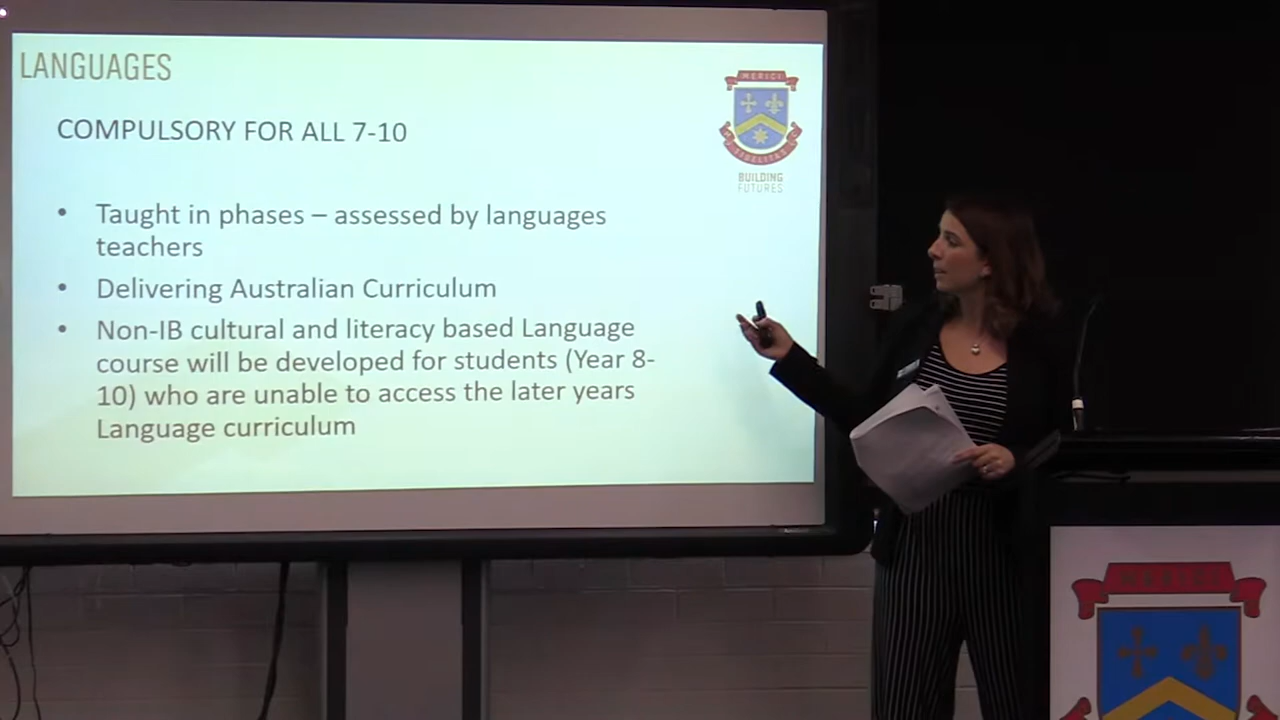 LANGUAGES
MERICI
COMPULSORY FOR ALL 7-10
FIDELITAS
BUILDING
FUTURES
• Taught in phases – assessed by languages
teachers
• Delivering Australian Curriculum
• Non-IB cultural and literacy based Language
course will be developed for students (Year 8-
10) who are unable to access the later years
Language curriculum
MERICI